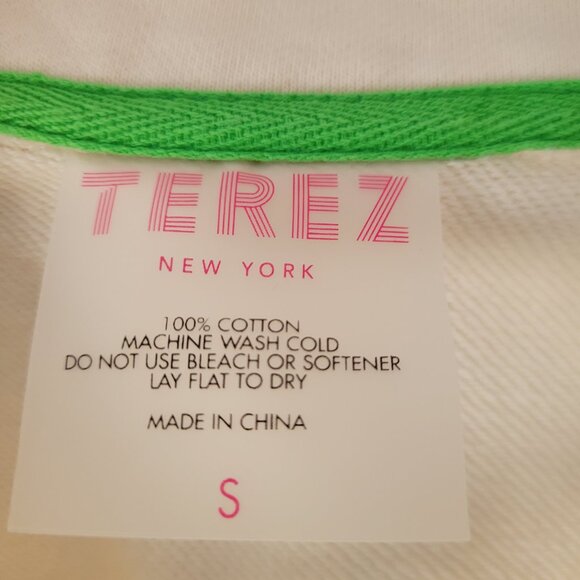 TEREZ
NEW YORK
100% COTTON
MACHINE WASH COLD
DO NOT USE BLEACH OR SOFTENER
LAY FLAT TO DRY
MADE IN CHINA
S